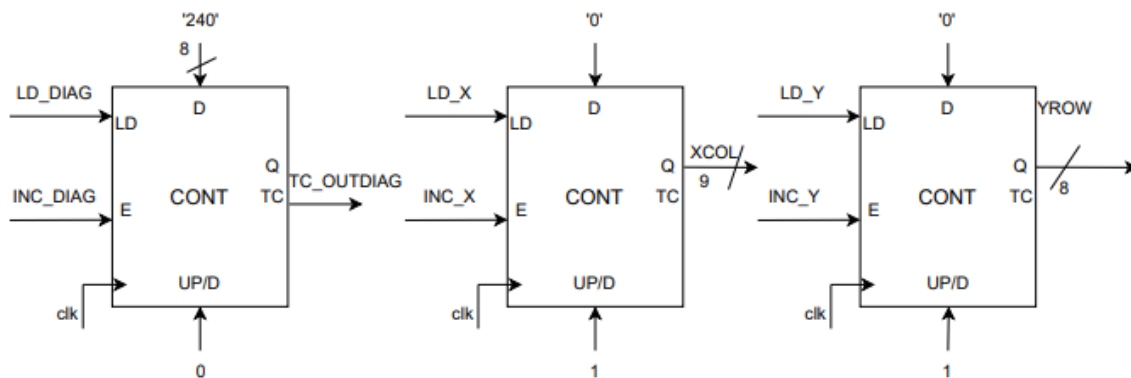 '240'
8
LD_DIAG
D
LD
Q
TC
TC_OUTDIAG
INC_DIAG
CONT
E
UP/D
clk
0
'0'
LD_X
D
LD
XCOL
Q
9
TC
INC_X
CONT
E
UP/D
clk
1
'0'
LD_Y
D
YROW
LD
Q
8
TC
INC_Y
CONT
E
UP/D
clk
1